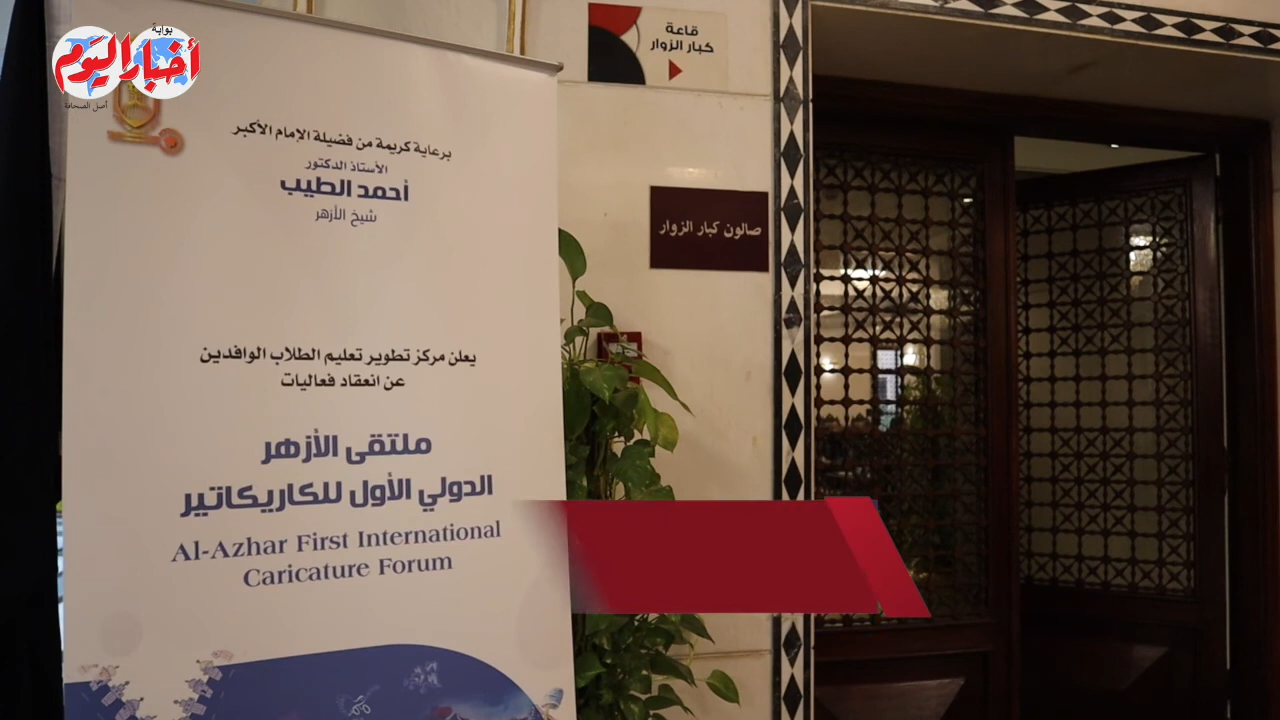 بوابة
أخبار اليوم
أصل الصحافة
قاعة
كبار الزوار
صالون كبار الزوار
برعاية كريمة من فضيلة الإمام الأكبر
الأستاذ الدكتور
أحمد الطيب
شيخ الأزهر
يعلن مركز تطوير تعليم الطلاب الوافدين
عن انعقاد فعاليات
ملتقى الأزهر
الدولي الأول للكاريكاتير
Al-Azhar First International
Caricature Forum